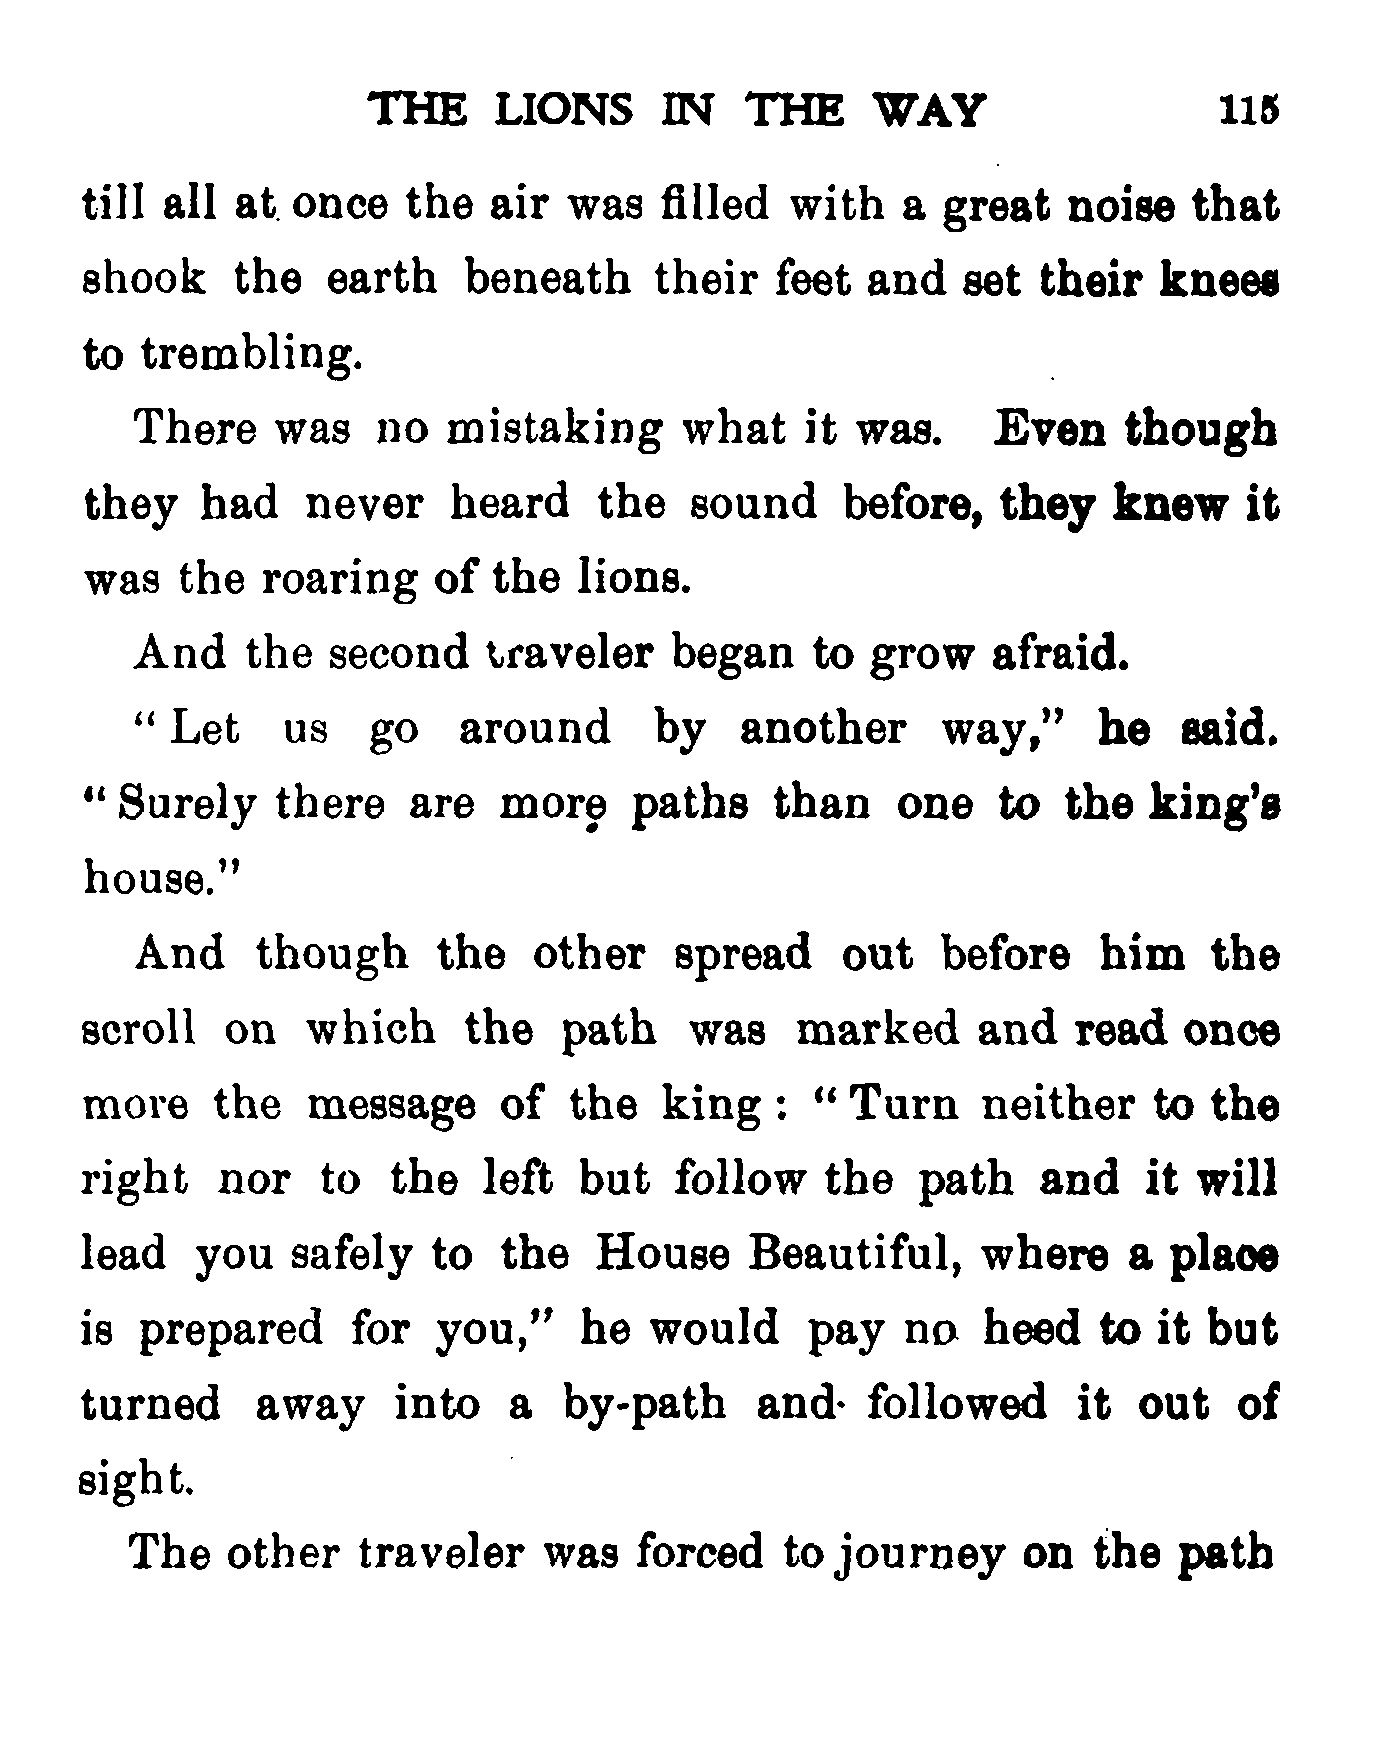 THE LIONS IN THE WAY 115
till all at once the air was filled with a great noise that
shook the earth beneath their feet and set their knees
to trembling.
There was no mistaking what it was. Even though
they had never heard the sound before, they knew it
was the roaring of the lions.
And the second traveler began to grow afraid.
“ Let us go around by another way,” he said.
“ Surely there are more paths than one to the king’s
house.”
And though the other spread out before him the
scroll on which the path was marked and read once
more the message of the king : “ Turn neither to the
right nor to the left but follow the path and it will
lead you safely to the House Beautiful, where a place
is prepared for you,” he would pay no heed to it but
turned away into a by-path and followed it out of
sight.
The other traveler was forced to journey on the path